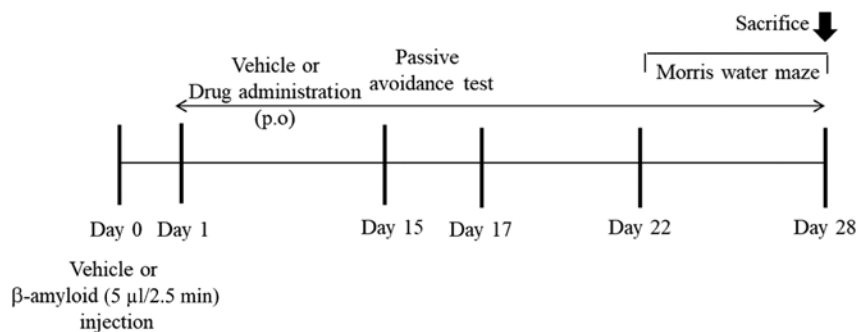 Sacrifice
Passive
avoidance test
Vehicle or
Drug administration
(p.o)
Morris water maze
Day 0
Day 1
Day 15
Day 17
Day 22
Day 28
Vehicle or
β-amyloid (5 µl/2.5 min)
injection